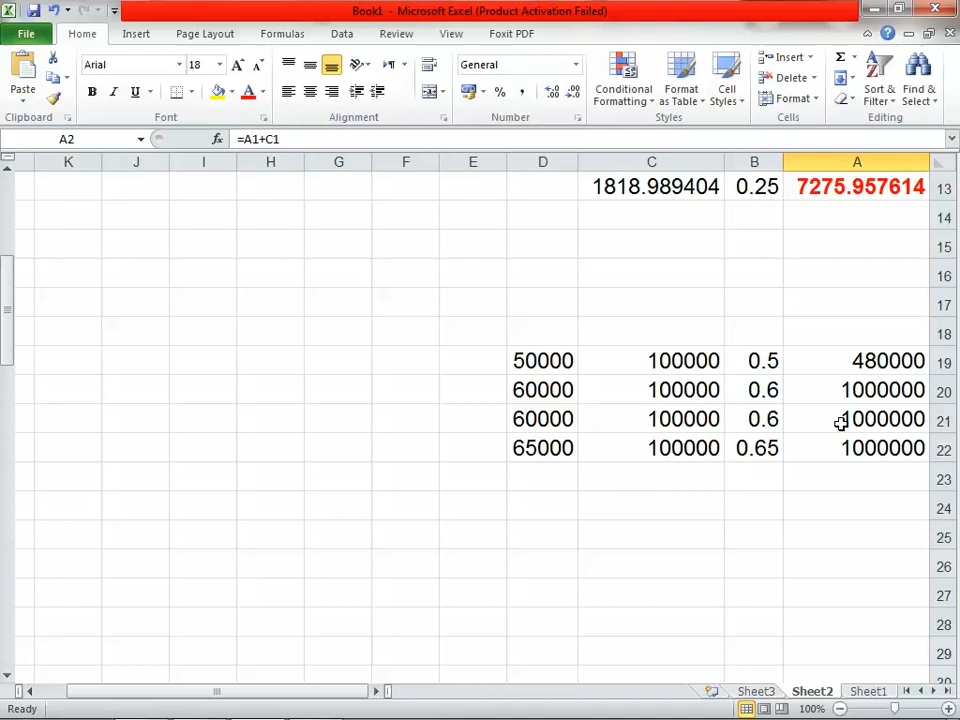 Book1 - Microsoft Excel (Product Activation Failed)
File Home Insert Page Layout Formulas Data Review View Foxit PDF
Paste
Arial 18
B I U A
General
% ,
Conditional Formatting
Format as Table
Cell Styles
Insert
Delete
Format
Σ
Sort & Filter
Find & Select
Clipboard Font Alignment Number Styles Cells Editing
A2 fx =A1+C1
K J I H G F E D C B A
1818.989404 0.25 7275.957614 13
14
15
16
17
18
50000 100000 0.5 480000 19
60000 100000 0.6 1000000 20
60000 100000 0.6 1000000 21
65000 100000 0.65 1000000 22
23
24
25
26
27
28
29
Sheet3 Sheet2 Sheet1
Ready 100%